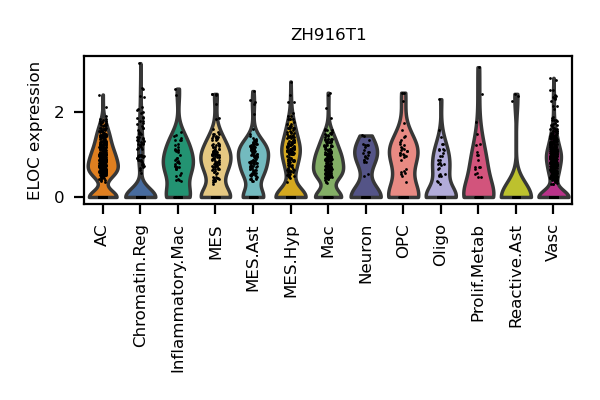 ZH916T1
ELOC expression
2
0
AC
Chromatin.Reg
Inflammatory.Mac
MES
MES.Ast
MES.Hyp
Mac
Neuron
OPC
Oligo
Prolif.Metab
Reactive.Ast
Vasc